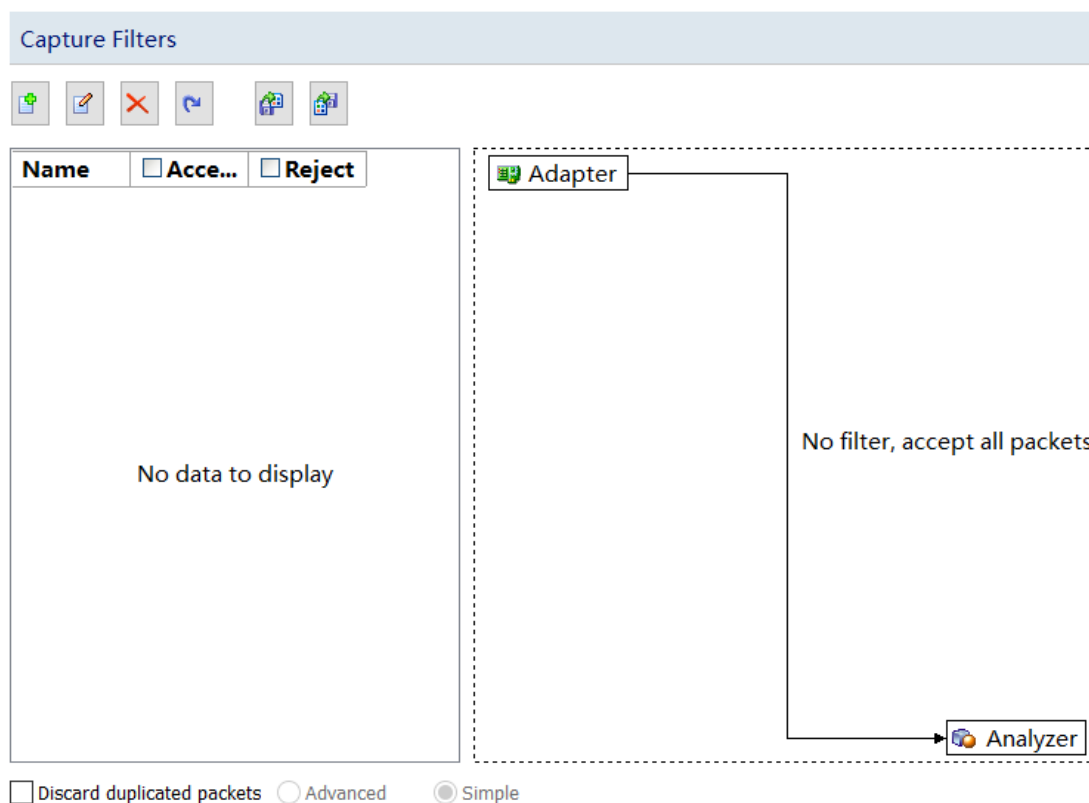 Capture Filters
Name Acce... Reject
Adapter
No filter, accept all packets
No data to display
Analyzer
Discard duplicated packets Advanced Simple